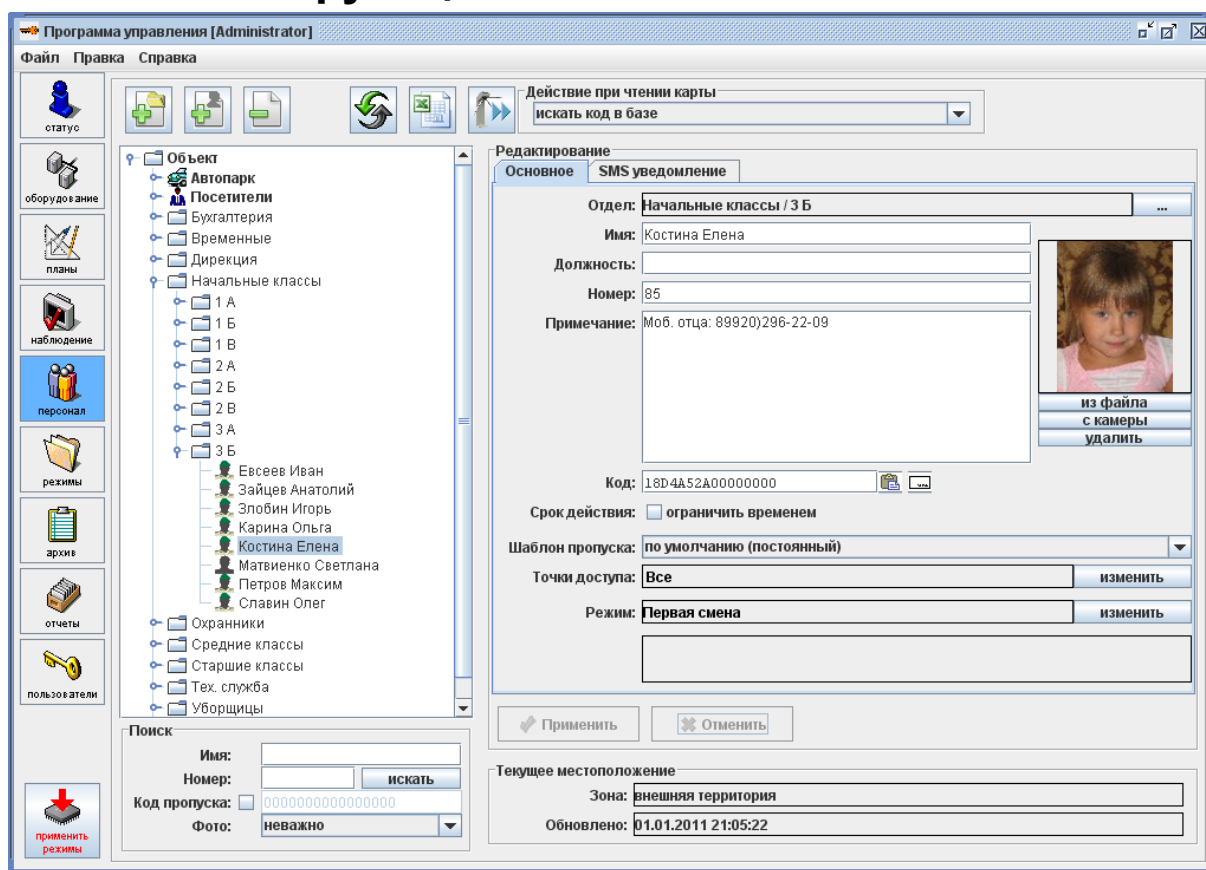 Программа управления [Administrator]
Файл Правка Справка
статус
оборудование
планы
наблюдение
персонал
режимы
архив
отчеты
пользователи
применить
режимы
Действие при чтении карты
искать код в базе
Объект
Автопарк
Посетители
Бухгалтерия
Временные
Дирекция
Начальные классы
1 А
1 Б
1 В
2 А
2 Б
2 В
3 А
3 Б
Евсеев Иван
Зайцев Анатолий
Злобин Игорь
Карина Ольга
Костина Елена
Матвиенко Светлана
Петров Максим
Славин Олег
Охранники
Средние классы
Старшие классы
Тех. служба
Уборщицы
Поиск
Имя:
Номер: искать
Код пропуска: 0000000000000000
Фото: неважно
Редактирование
Основное SMS уведомление
Отдел: Начальные классы / 3 Б ...
Имя: Костина Елена
Должность:
Номер: 85
Примечание: Моб. отца: 89920)296-22-09
из файла
с камеры
удалить
Код: 18D4A52A00000000
Срок действия: ограничить временем
Шаблон пропуска: по умолчанию (постоянный)
Точки доступа: Все изменить
Режим: Первая смена изменить
Применить Отменить
Текущее местоположение
Зона: внешняя территория
Обновлено: 01.01.2011 21:05:22